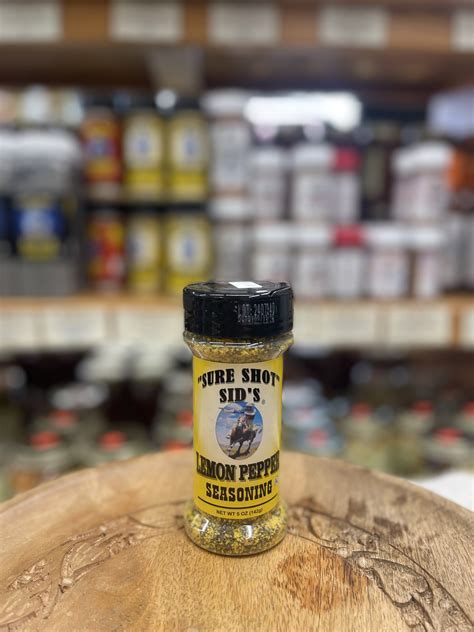 "SURE SHOT"
SID'S
LEMON PEPPER
SEASONING
NET WT 5 OZ (142g)